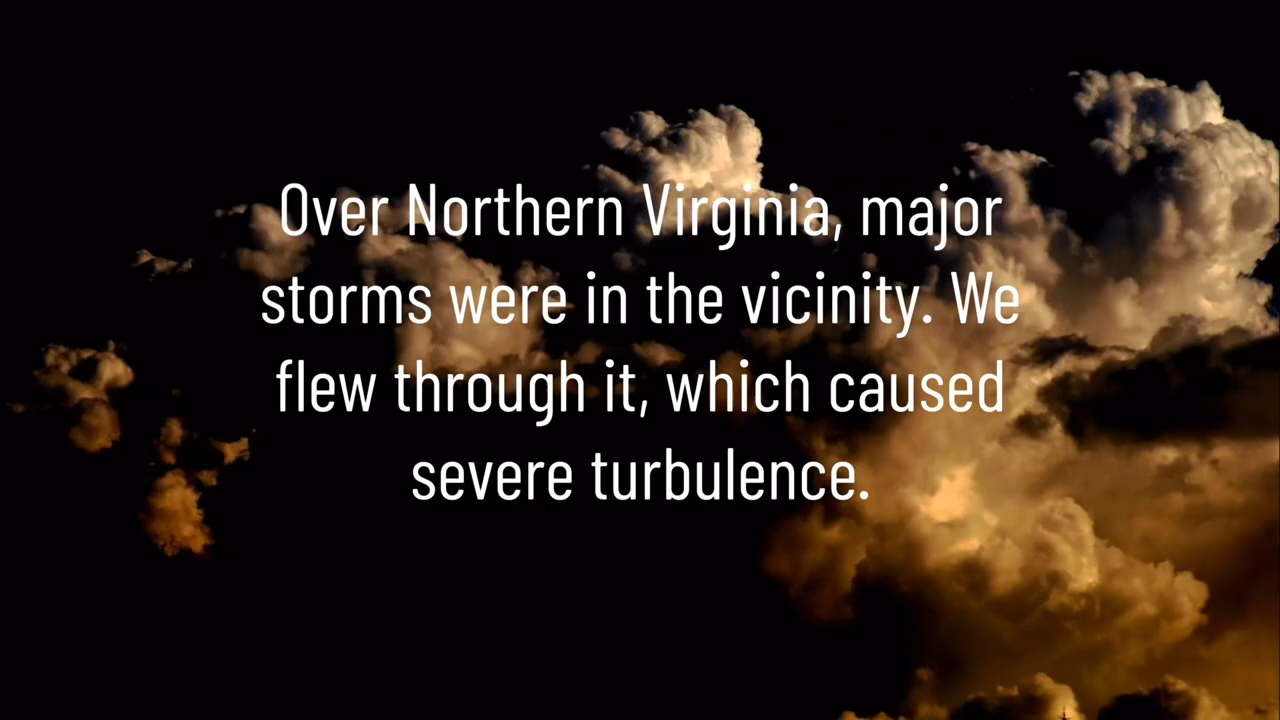 Over Northern Virginia, major
storms were in the vicinity. We
flew through it, which caused
severe turbulence.